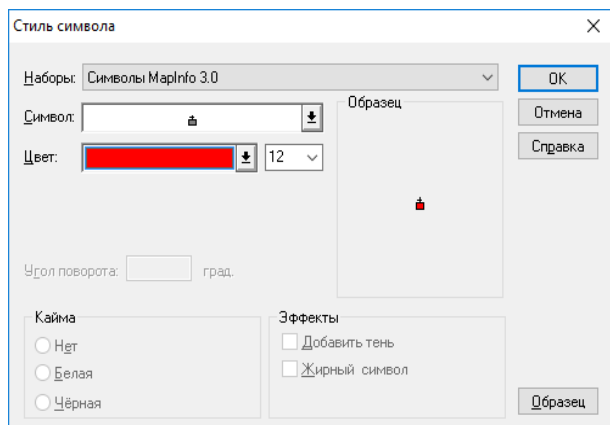 Стиль символа
Наборы: Символы MapInfo 3.0
OK
Символ:
Образец
Отмена
Цвет: 12
Справка
Угол поворота: град.
Кайма
Нет
Белая
Чёрная
Эффекты
Добавить тень
Жирный символ
Образец